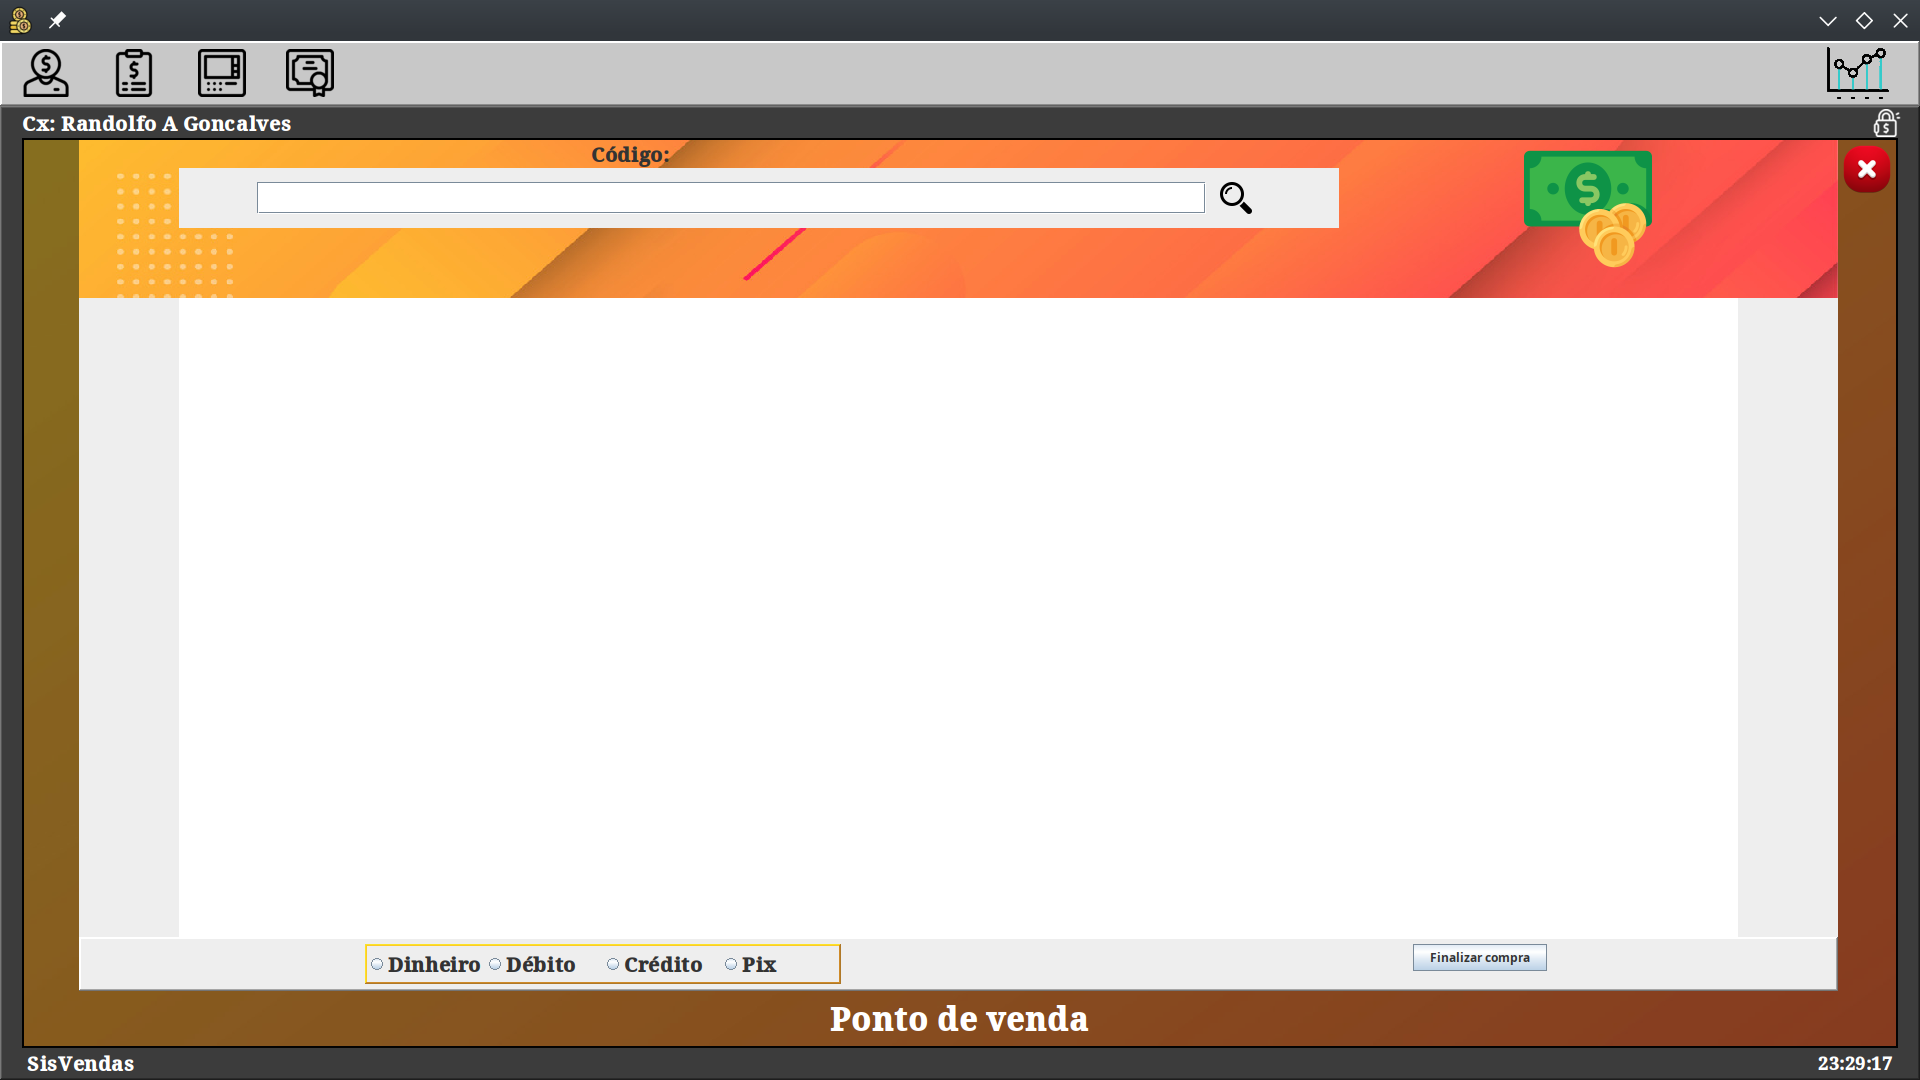 Cx: Randolfo A Goncalves
Código:
Dinheiro Débito Crédito Pix
Finalizar compra
Ponto de venda
SisVendas
23:29:17